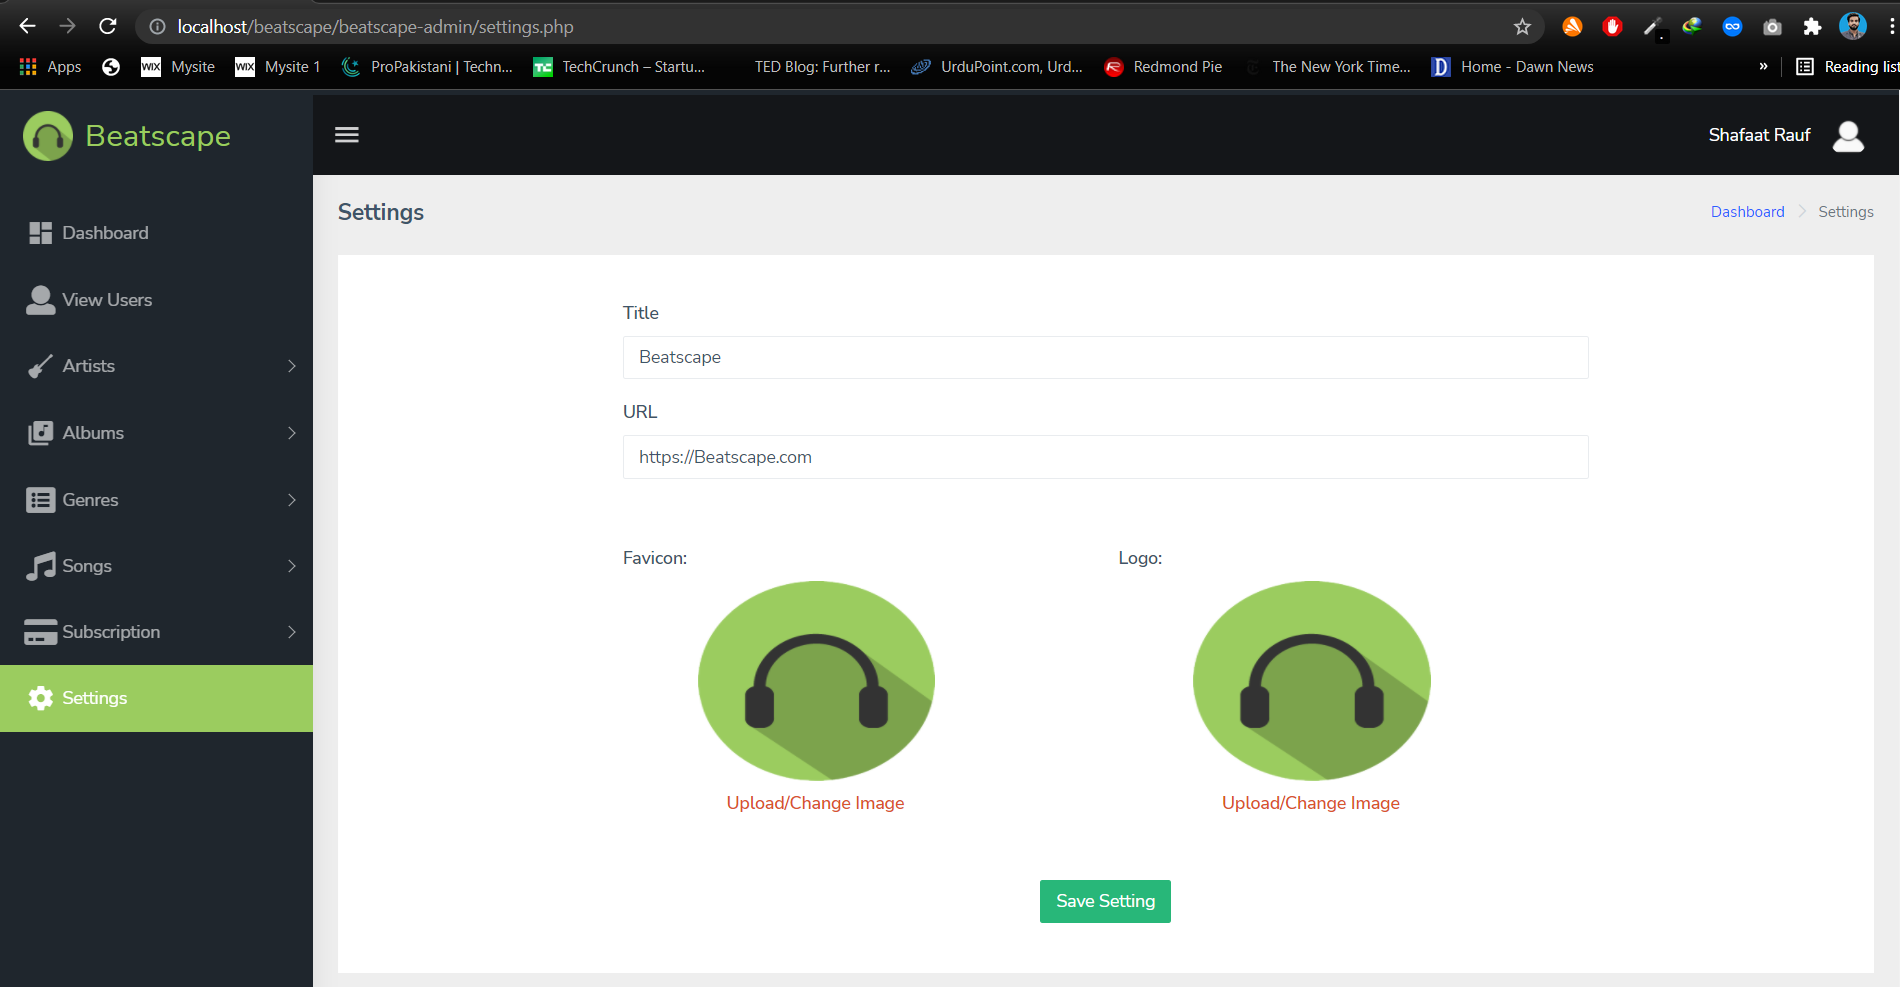 localhost/beatscape/beatscape-admin/settings.php
Apps
WIX Mysite
WIX Mysite 1
ProPakistani | Techn...
TC TechCrunch – Startu...
TED Blog: Further r...
UrduPoint.com, Urd...
Redmond Pie
The New York Time...
D Home - Dawn News
»
Reading list
Beatscape
Shafaat Rauf
Settings
Dashboard
Settings
Dashboard
View Users
Artists
Albums
Genres
Songs
Subscription
Settings
Title
Beatscape
URL
https://Beatscape.com
Favicon:
Logo:
Upload/Change Image
Upload/Change Image
Save Setting